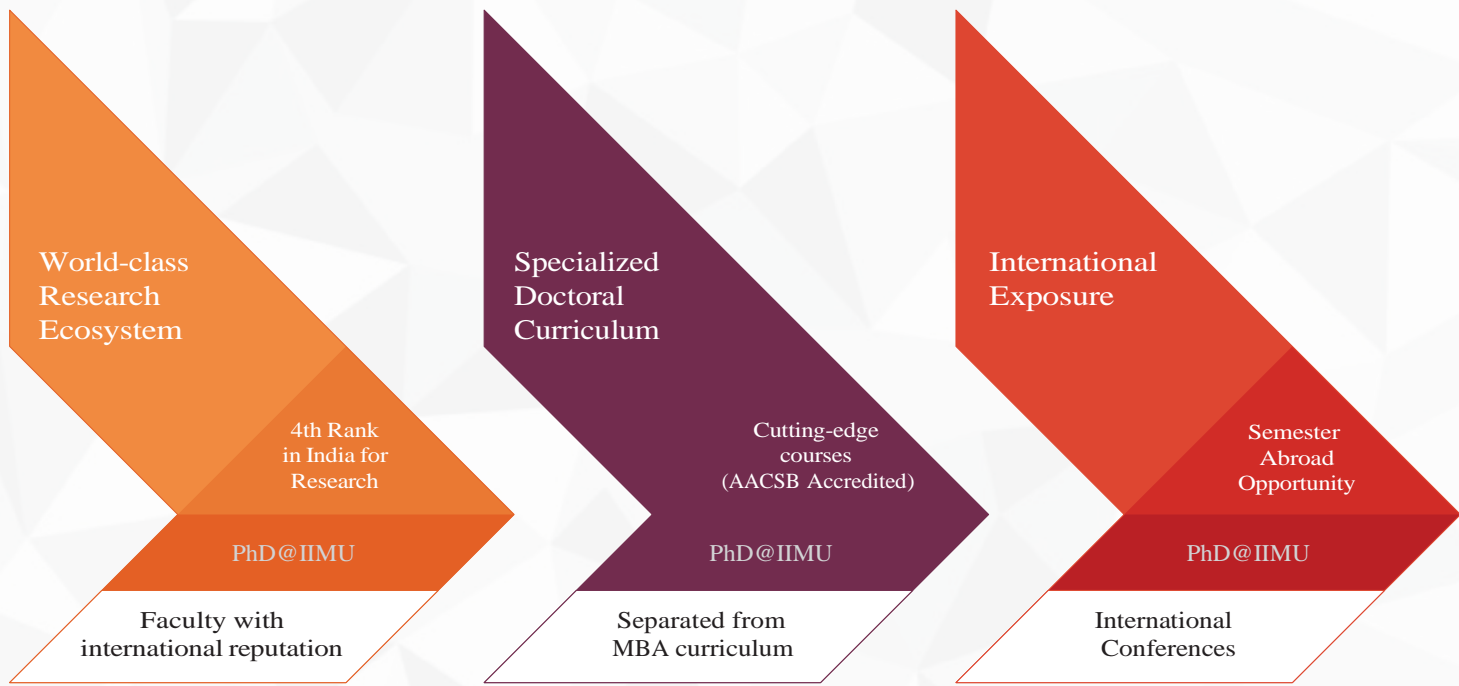 World-class
Research
Ecosystem
4th Rank
in India for
Research
PhD@IIMU
Faculty with
international reputation
Specialized
Doctoral
Curriculum
Cutting-edge
courses
(AACSB Accredited)
PhD@IIMU
Separated from
MBA curriculum
International
Exposure
Semester
Abroad
Opportunity
PhD@IIMU
International
Conferences